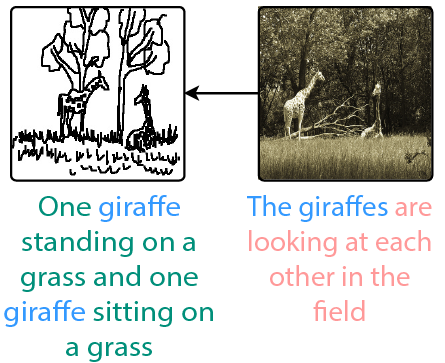 One giraffe
standing on a
grass and one
giraffe sitting on
a grass
The giraffes are
looking at each
other in the
field